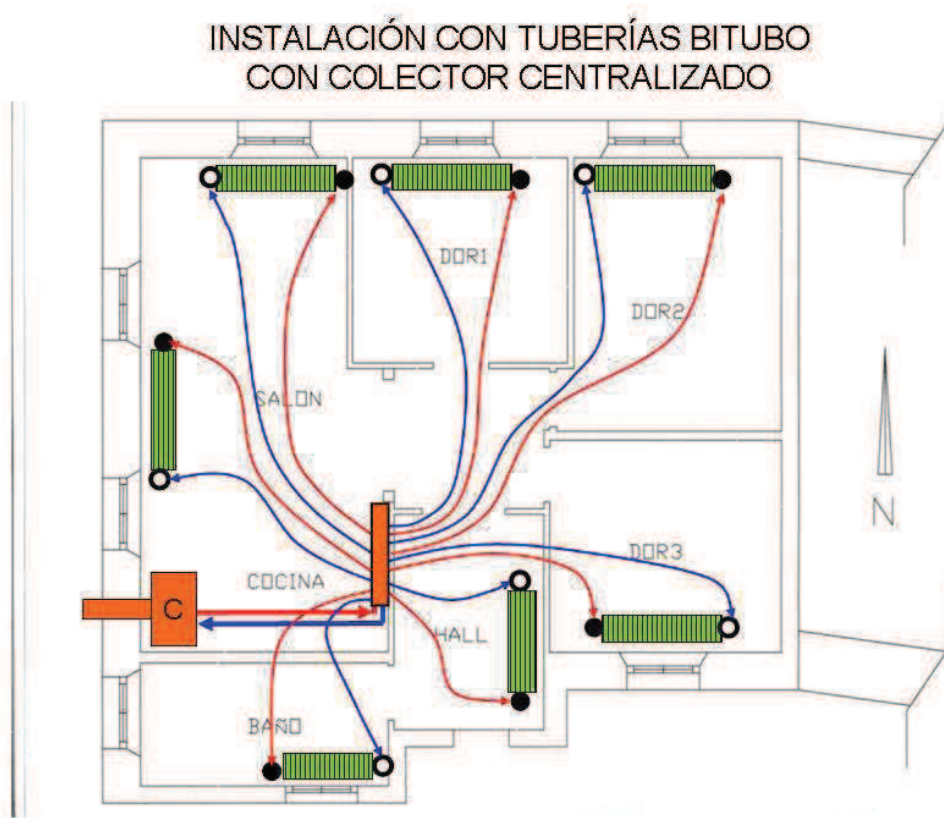 INSTALACIÓN CON TUBERÍAS BITUBO
CON COLECTOR CENTRALIZADO
DOR1
DOR2
SALON
N
COCINA
DOR3
C
HALL
BAÑO